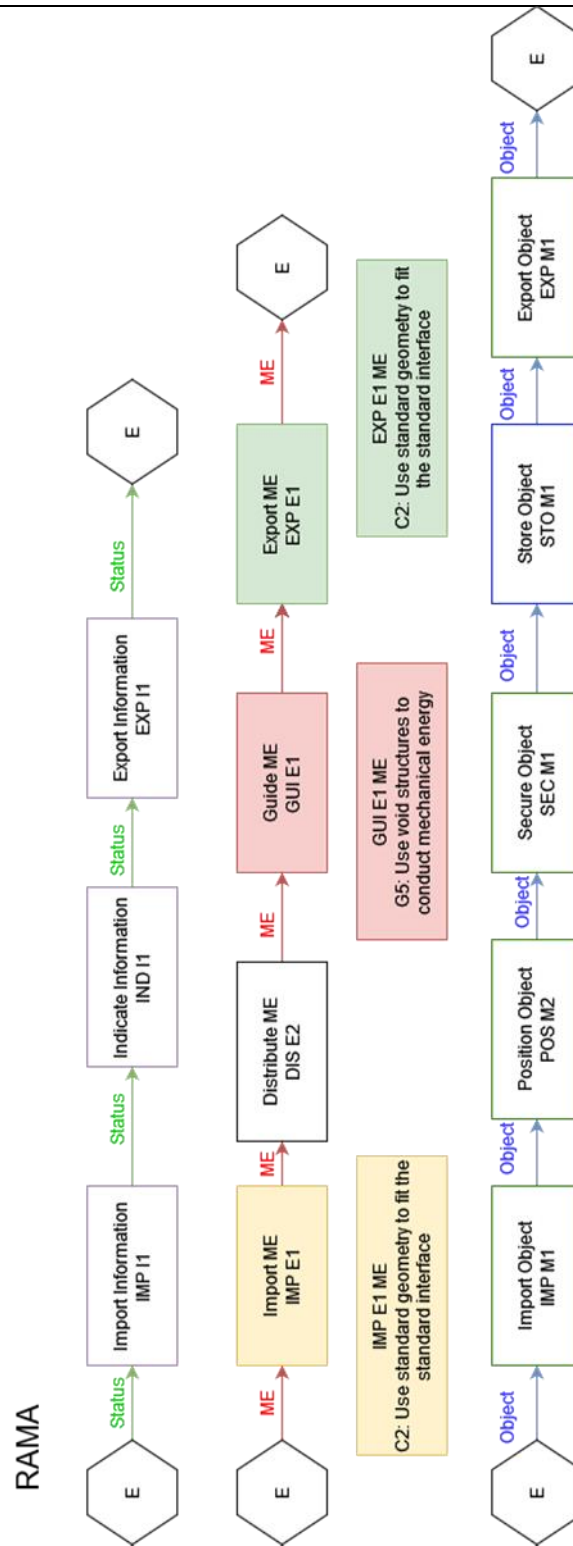 RAMA
E
Status
Import Information
IMP I1
Status
Indicate Information
IND I1
Status
Export Information
EXP I1
Status
E
E
ME
Import ME
IMP E1
ME
Distribute ME
DIS E2
ME
Guide ME
GUI E1
ME
Export ME
EXP E1
ME
E
IMP E1 ME
C2: Use standard geometry to fit the
standard interface
GUI E1 ME
G5: Use void structures to
conduct mechanical energy
EXP E1 ME
C2: Use standard geometry to fit
the standard interface
E
Object
Import Object
IMP M1
Object
Position Object
POS M2
Object
Secure Object
SEC M1
Object
Store Object
STO M1
Object
Export Object
EXP M1
Object
E